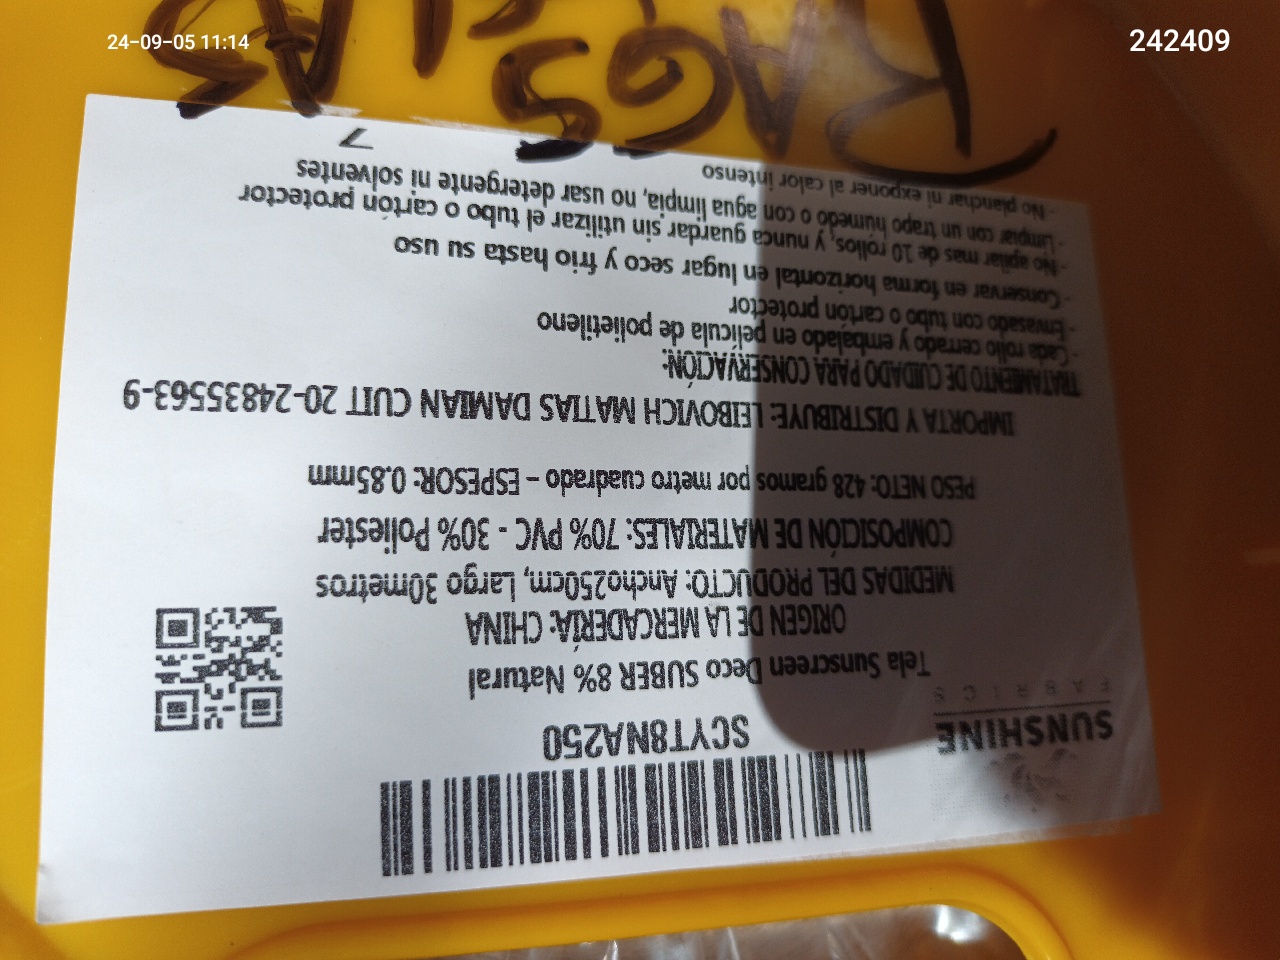 24-09-05 11:14
242409
SUNSHINE
FABRICS
SCYT8NA250
Tela Sunscreen Deco SUBER 8% Natural
ORIGEN DE LA MERCADERÍA: CHINA
MEDIDAS DEL PRODUCTO: Ancho250cm, Largo 30metros
COMPOSICIÓN DE MATERIALES: 70% PVC - 30% Poliester
PESO NETO: 428 gramos por metro cuadrado – ESPESOR: 0.85mm
IMPORTA Y DISTRIBUYE: LEIBOVICH MATIAS DAMIAN CUIT 20-24835563-9
TRATAMIENTO DE CUIDADO PARA CONSERVACIÓN:
- Cada rollo cerrado y embalado en película de polietileno
- Envasado con tubo o cartón protector
- Conservar en forma horizontal en lugar seco y frio hasta su uso
- No apilar mas de 10 rollos, y nunca guardar sin utilizar el tubo o cartón protector
- Limpiar con un trapo húmedo o con agua limpia, no usar detergente ni solventes
- No planchar ni exponer al calor intenso